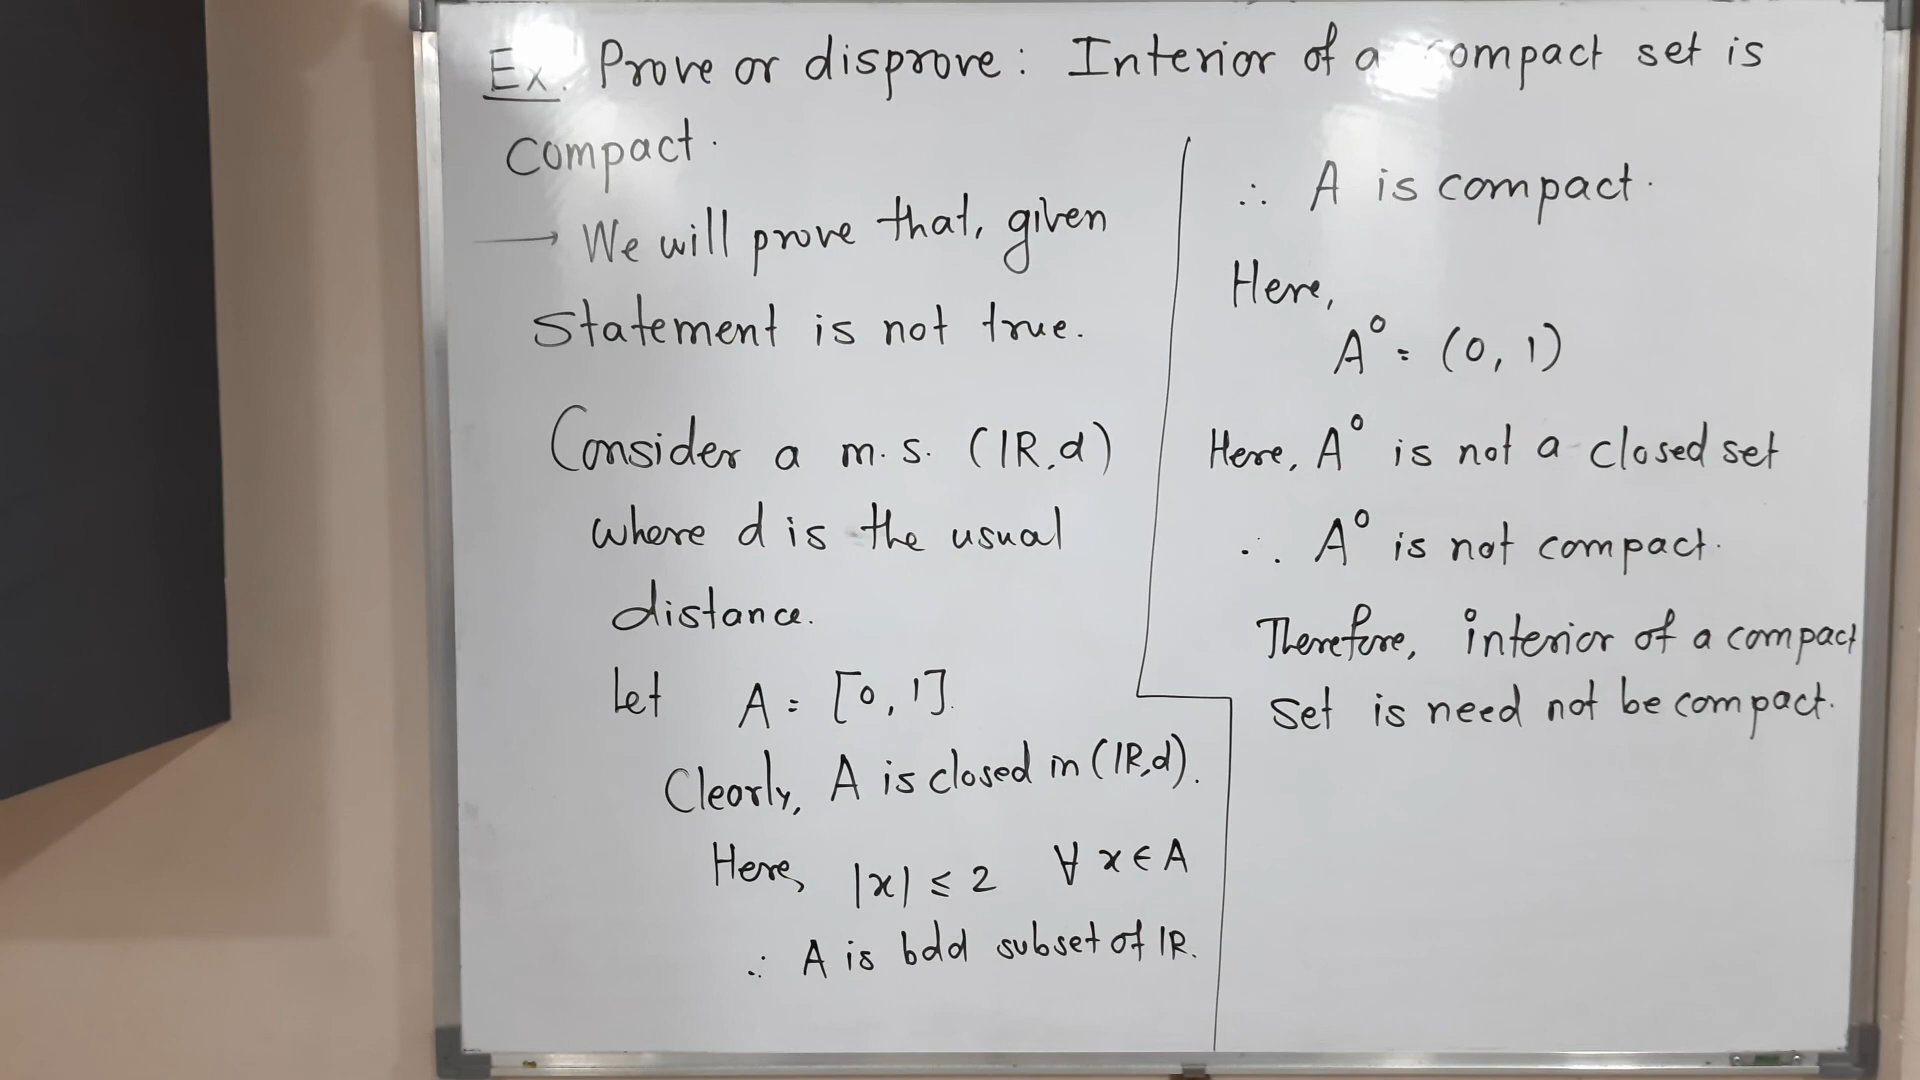 Ex. Prove or disprove: Interior of a compact set is
compact.
→ We will prove that, given
statement is not true.
Consider a m.s. (IR,d)
where d is the usual
distance.
Let A = [0, 1].
Clearly, A is closed in (IR,d).
Here, |x| ≤ 2 ∀ x ∈ A
∴ A is bdd subset of IR.
∴ A is compact.
Here,
A° = (0, 1)
Here, A° is not a closed set
∴ A° is not compact.
Therefore, interior of a compact
set is need not be compact.